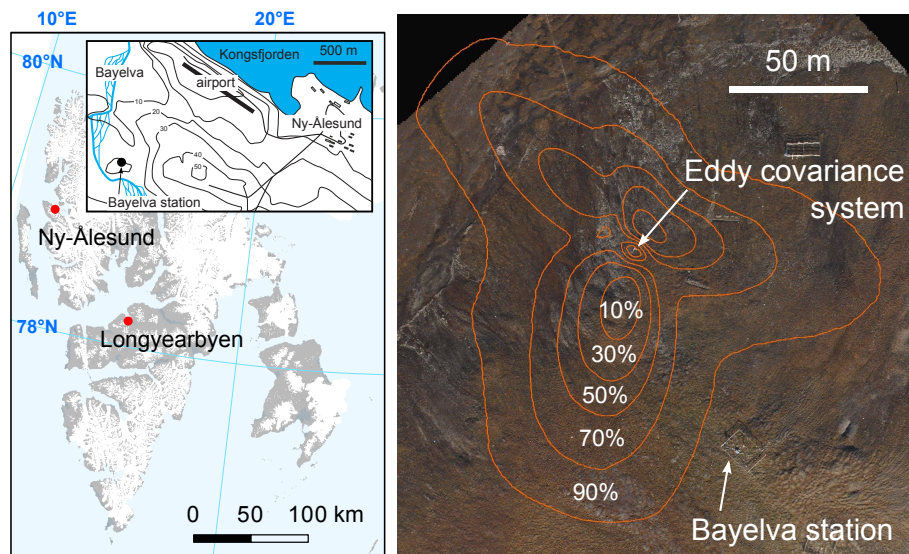 10°E
20°E
80°N
Kongsfjorden
500 m
Bayelva
airport
10
20
30
Ny-Ålesund
40
50
Bayelva station
Ny-Ålesund
78°N
Longyearbyen
0 50 100 km
50 m
Eddy covariance
system
10%
30%
50%
70%
90%
Bayelva station